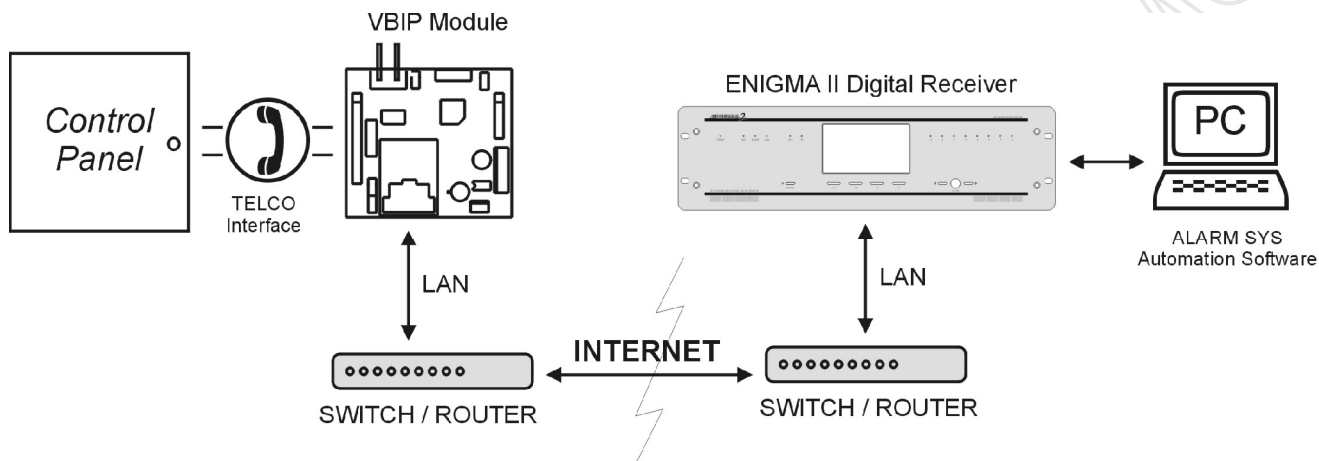 VBIP Module
Control
Panel
TELCO
Interface
ENIGMA II Digital Receiver
PC
ALARM SYS
Automation Software
LAN
LAN
INTERNET
SWITCH / ROUTER
SWITCH / ROUTER